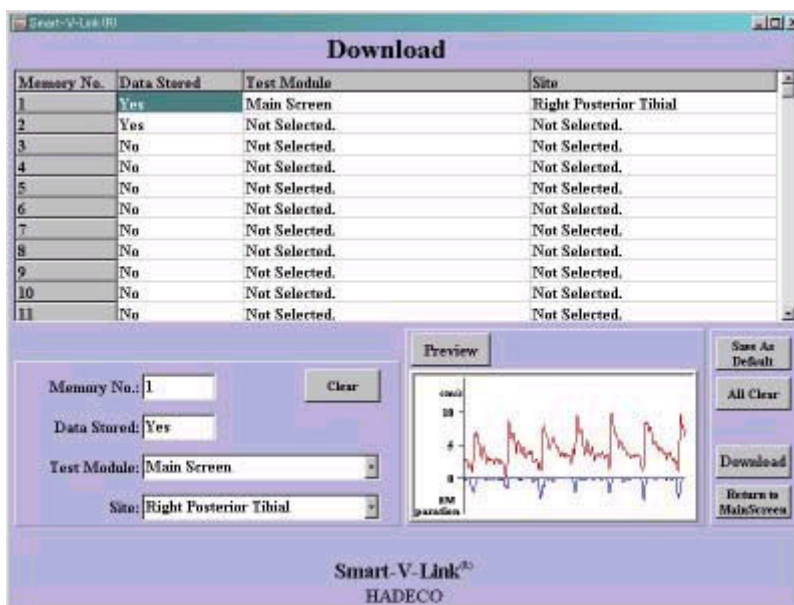 Smart-V-Link(R)
Download
Memory No. Data Stored Test Module Site
1 Yes Main Screen Right Posterior Tibial
2 Yes Not Selected. Not Selected.
3 No Not Selected. Not Selected.
4 No Not Selected. Not Selected.
5 No Not Selected. Not Selected.
6 No Not Selected. Not Selected.
7 No Not Selected. Not Selected.
8 No Not Selected. Not Selected.
9 No Not Selected. Not Selected.
10 No Not Selected. Not Selected.
11 No Not Selected. Not Selected.
Memory No.: 1
Clear
Data Stored: Yes
Test Module: Main Screen
Site: Right Posterior Tibial
Preview
10
5
0
Save As
Default
All Clear
Download
Return to
MainScreen
Smart-V-Link(R)
HADECO